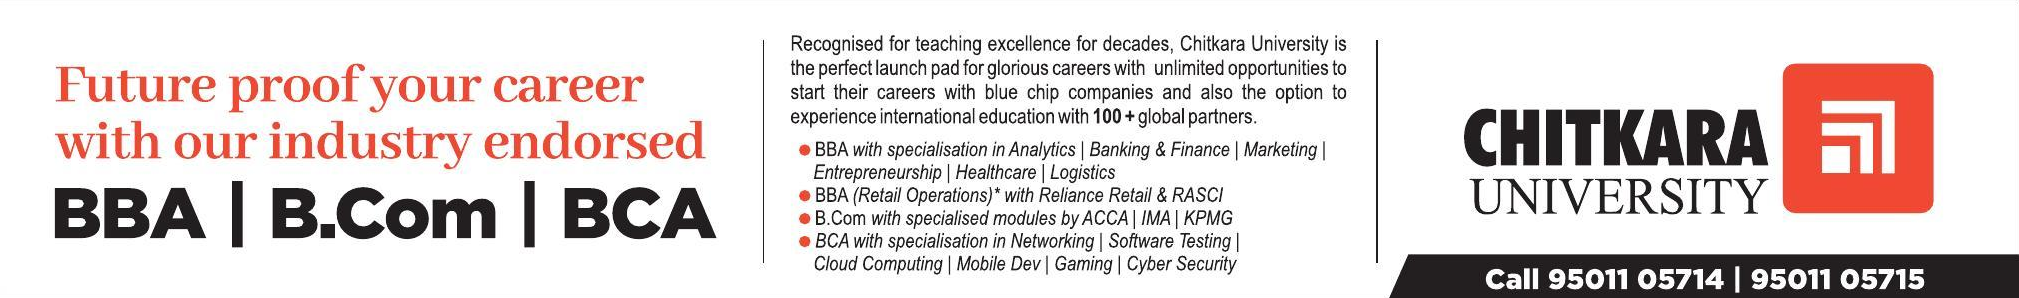 Future proof your career
with our industry endorsed
BBA | B.Com | BCA
Recognised for teaching excellence for decades, Chitkara University is
the perfect launch pad for glorious careers with unlimited opportunities to
start their careers with blue chip companies and also the option to
experience international education with 100 + global partners.
● BBA with specialisation in Analytics | Banking & Finance | Marketing |
Entrepreneurship | Healthcare | Logistics
● BBA (Retail Operations)* with Reliance Retail & RASCI
● B.Com with specialised modules by ACCA | IMA | KPMG
● BCA with specialisation in Networking | Software Testing |
Cloud Computing | Mobile Dev | Gaming | Cyber Security
CHITKARA
UNIVERSITY
Call 95011 05714 | 95011 05715